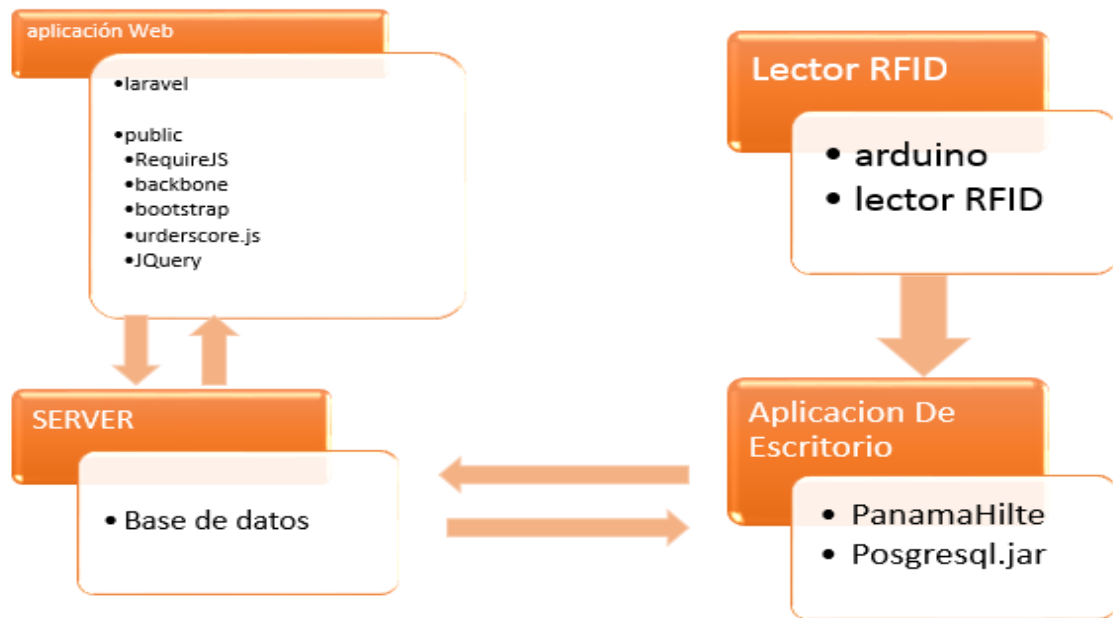 aplicación Web
•laravel
•public
•RequireJS
•backbone
•bootstrap
•urderscore.js
•JQuery
Lector RFID
• arduino
• lector RFID
SERVER
• Base de datos
Aplicacion De
Escritorio
• PanamaHilte
• Posgresql.jar